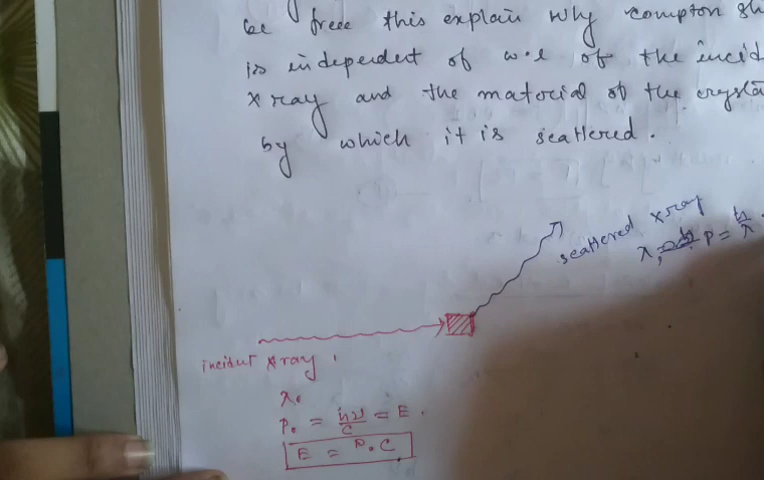 be free this explain why compton sh
is independent of w.l of the incid
x ray and the material of the crysta
by which it is scattered.
scattered x ray
λ, P = h/λ
incident x ray.
λ₀
P₀ = hν/c = E.
E = P₀C